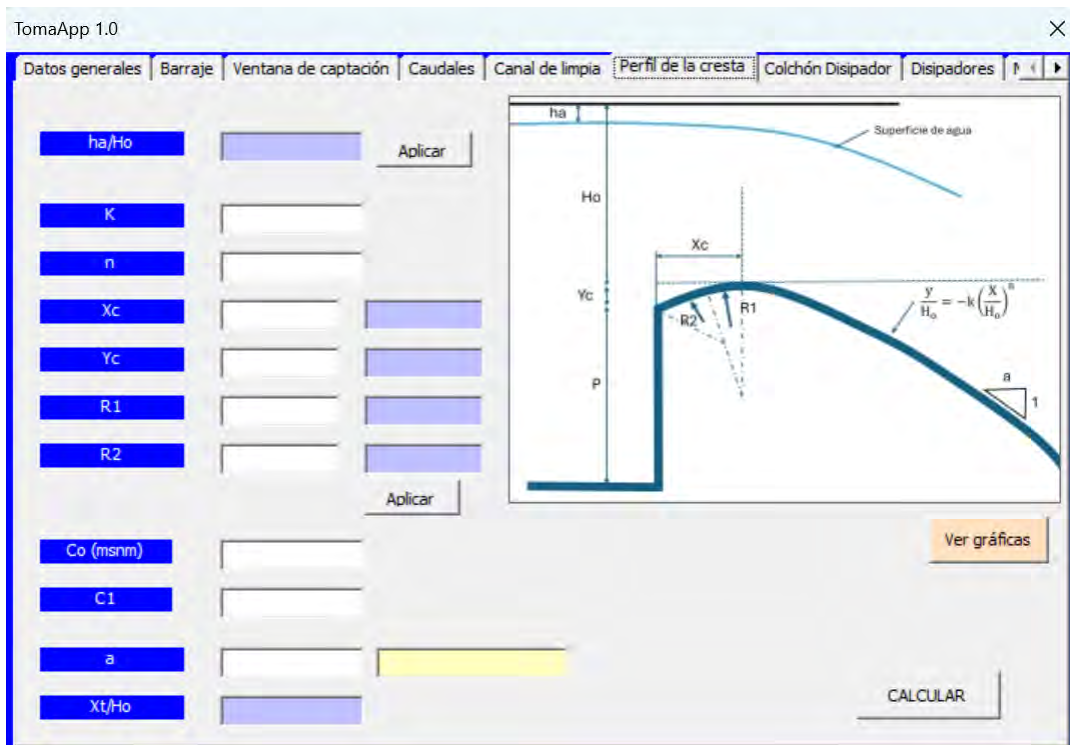 TomaApp 1.0
Datos generales
Barraje
Ventana de captación
Caudales
Canal de limpia
Perfil de la cresta
Colchón Disipador
Disipadores
ha/Ho
Aplicar
K
n
Xc
Yc
R1
R2
Aplicar
Co (msnm)
C1
a
Xt/Ho
ha
Superficie de agua
Ho
Xc
Yc
R2
R1
y/Hₒ = -k(X/Hₒ)ⁿ
P
a
1
Ver gráficas
CALCULAR